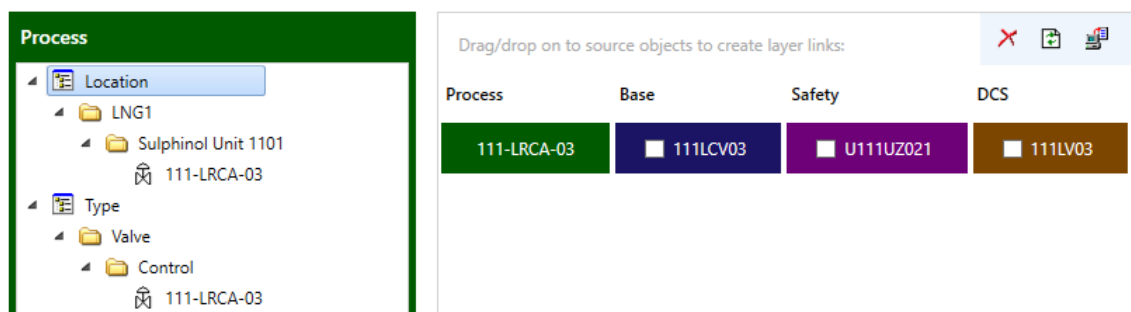 Process
Location
LNG1
Sulphinol Unit 1101
111-LRCA-03
Type
Valve
Control
111-LRCA-03
Drag/drop on to source objects to create layer links:
Process Base Safety DCS
111-LRCA-03 111LCV03 U111UZ021 111LV03